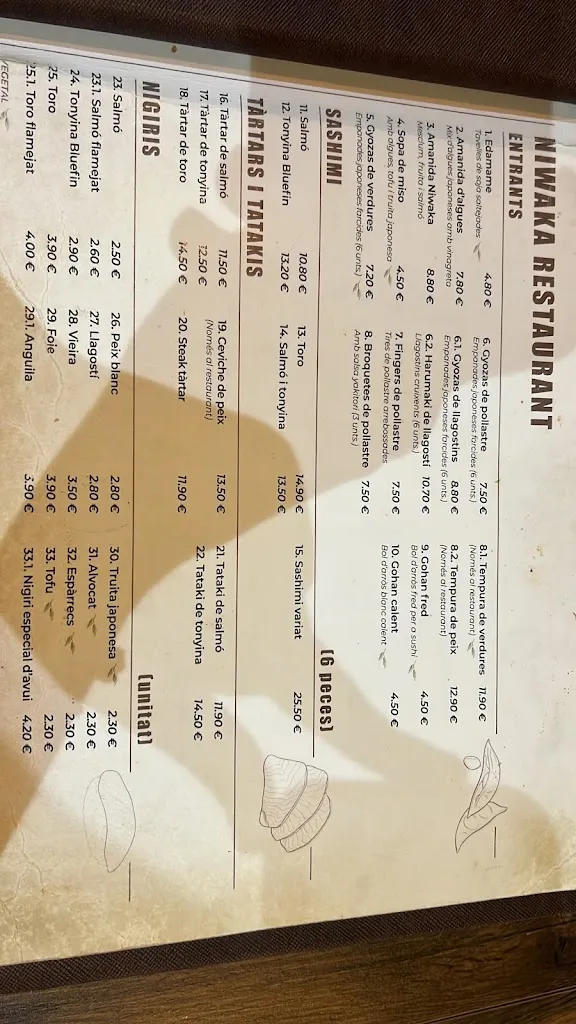 NIWAKA RESTAURANT
ENTRANTS
1. Edamame 4.80 €
Tavelles de soja saltejades
2. Amanida d'algues 7.80 €
Mix d'algues japoneses amb vinagreta
3. Amanida Niwaka 8.80 €
Mesclum, fruita i salmó
4. Sopa de miso 4.50 €
Amb algues, tofu i truita japonesa
5. Gyozas de verdures 7.20 €
Empanades japoneses farcides (6 unts.)
6. Gyozas de pollastre 7.50 €
Empanades japoneses farcides (6 unts.)
6.1. Gyozas de llagostins 8.80 €
Empanades japoneses farcides (6 unts.)
6.2. Harumaki de llagostí 10.70 €
Llagostins cruixents (6 unts.)
7. Fingers de pollastre 7.50 €
Tires de pollastre arrebossades
8. Broquetes de pollastre 7.50 €
Amb salsa yakitori (3 unts.)
8.1. Tempura de verdures 11.90 €
(Només al restaurant)
8.2. Tempura de peix 12.90 €
(Només al restaurant)
9. Gohan fred 4.50 €
Bol d'arròs fred per a sushi
10. Gohan calent 4.50 €
Bol d'arròs blanc calent
SASHIMI (6 peces)
11. Salmó 10.80 €
12. Tonyina Bluefin 13.20 €
13. Toro 14.90 €
14. Salmó i tonyina 13.50 €
15. Sashimi variat 25.50 €
TÀRTARS I TATAKIS
16. Tàrtar de salmó 11.50 €
17. Tàrtar de tonyina 12.50 €
18. Tàrtar de toro 14.50 €
19. Ceviche de peix 13.50 €
(Només al restaurant)
20. Steak tàrtar 11.90 €
21. Tataki de salmó 11.90 €
22. Tataki de tonyina 14.50 €
NIGIRIS (unitat)
23. Salmó 2.50 €
23.1. Salmó flamejat 2.60 €
24. Tonyina Bluefin 2.90 €
25. Toro 3.90 €
25.1. Toro flamejat 4.00 €
26. Peix blanc 2.80 €
27. Llagostí 2.80 €
28. Vieira 3.50 €
29. Foie 3.90 €
29.1. Anguila 3.90 €
30. Truita japonesa 2.30 €
31. Alvocat 2.30 €
32. Espàrrecs 2.30 €
33. Tofu 2.30 €
33.1. Nigiri especial d'avui 4.20 €
VEGETAL